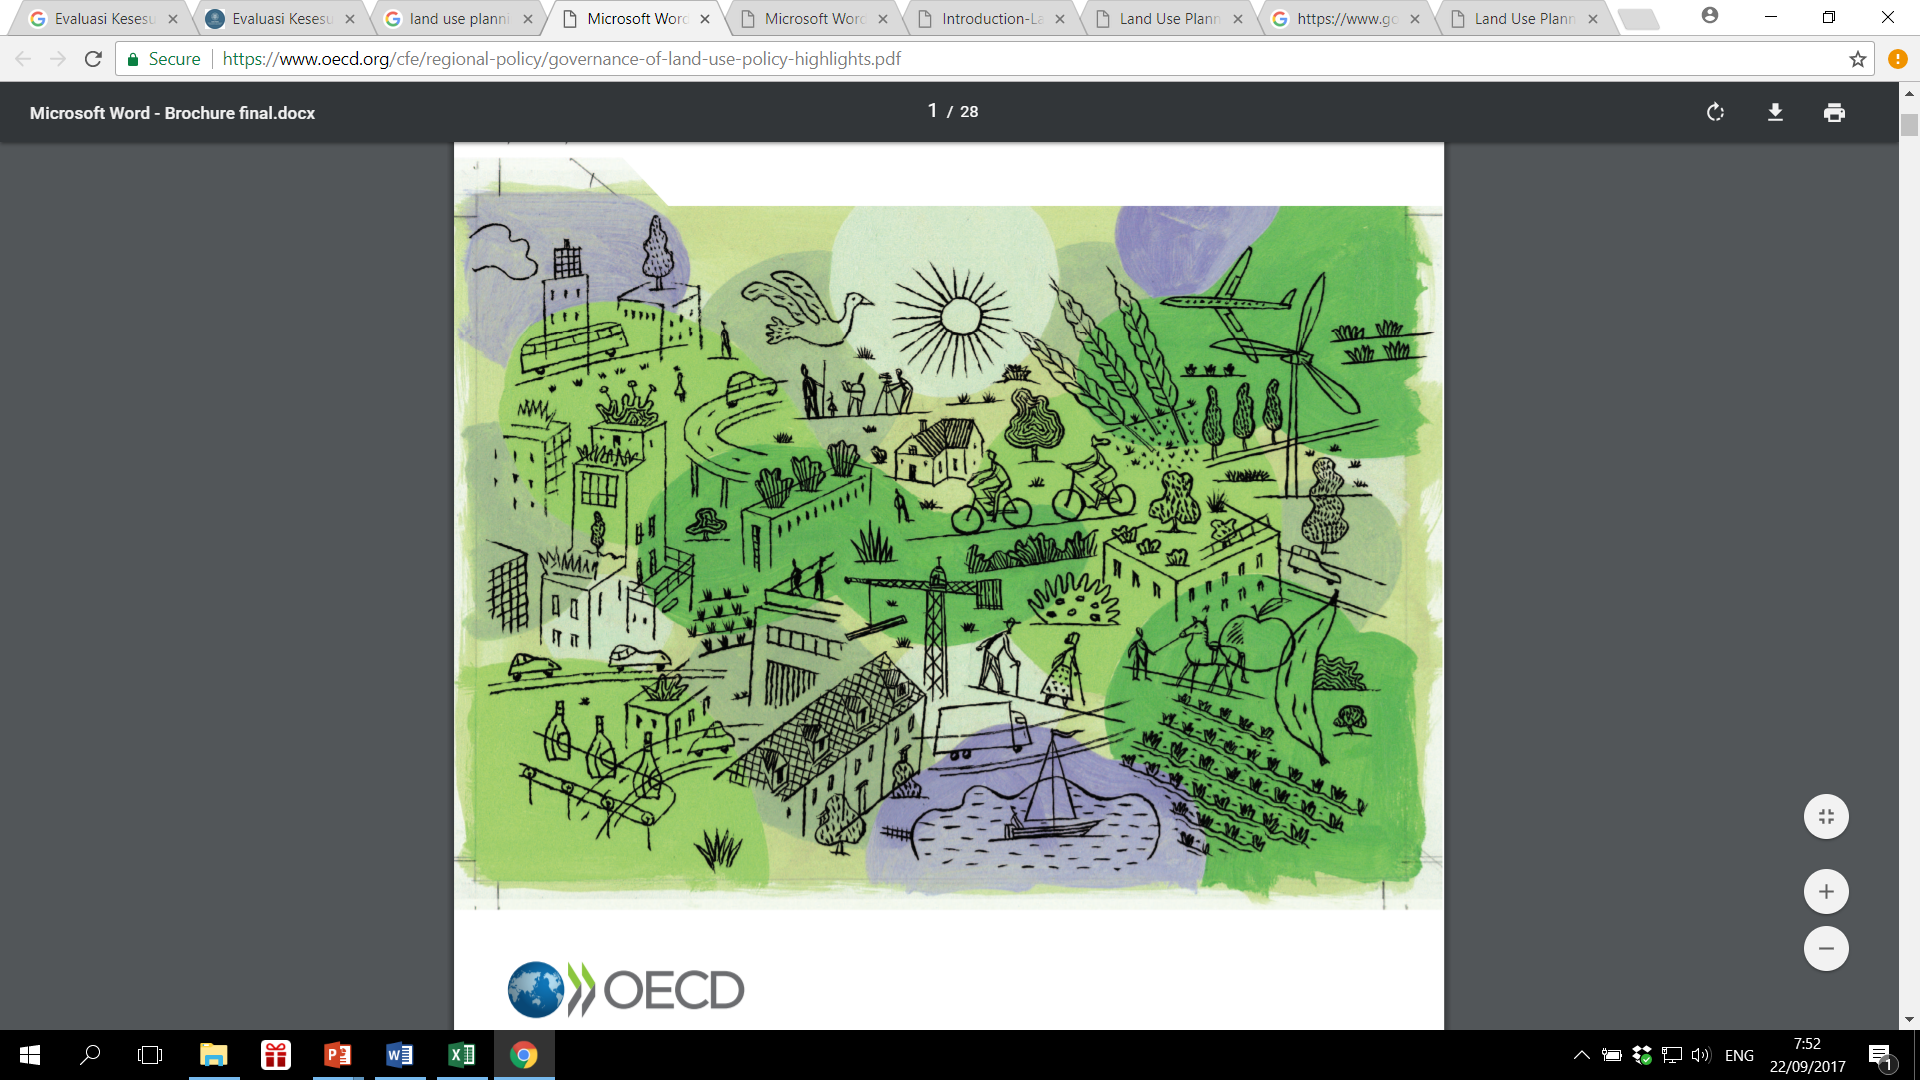 Evaluasi Kesesu
Evaluasi Kesesu
land use planni
Microsoft Word
Microsoft Word
Introduction-La
Land Use Plann
https://www.go
Land Use Plann
Secure
https://www.oecd.org/cfe/regional-policy/governance-of-land-use-policy-highlights.pdf
Microsoft Word - Brochure final.docx
1 / 28
OECD
ENG
7:52
22/09/2017
1